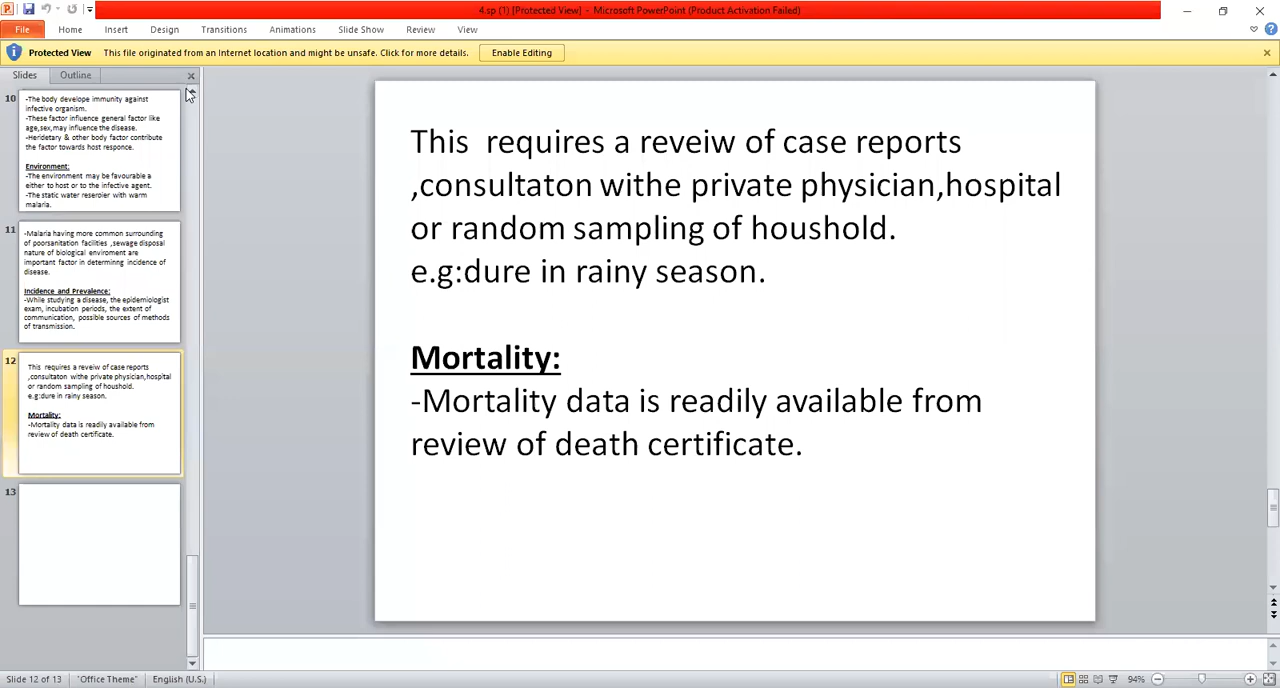 4.sp (1) [Protected View] - Microsoft PowerPoint (Product Activation Failed)
File Home Insert Design Transitions Animations Slide Show Review View
Protected View This file originated from an Internet location and might be unsafe. Click for more details. Enable Editing
Slides Outline
10
-The body develope immunity against
infective organism.
-These factor influence general factor like
age,sex,may influence the disease.
-Heridetary & other body factor contribute
the factor towards host responce.
Environment:
-The environment may be favourable a
either to host or to the infective agent.
-The static water reseroier with warm
malaria.
11
-Malaria having more common surrounding
of poorsanitation facilities ,sewage disposal
nature of biological enviroment are
important factor in determinng incidence of
disease.
Incidence and Prevalence:
-While studying a disease, the epidemiologist
exam, incubation periods, the extent of
communication, possible sources of methods
of transmission.
12
This requires a reveiw of case reports
,consultaton withe private physician,hospital
or random sampling of houshold.
e.g:dure in rainy season.
Mortality:
-Mortality data is readily available from
review of death certificate.
13
This requires a reveiw of case reports
,consultaton withe private physician,hospital
or random sampling of houshold.
e.g:dure in rainy season.
Mortality:
-Mortality data is readily available from
review of death certificate.
Slide 12 of 13 "Office Theme" English (U.S.) 94%